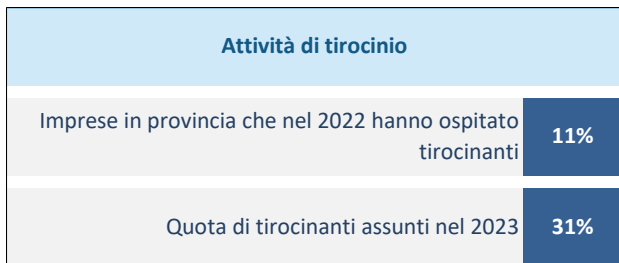 Attività di tirocinio
Imprese in provincia che nel 2022 hanno ospitato
tirocinanti
11%
Quota di tirocinanti assunti nel 2023
31%